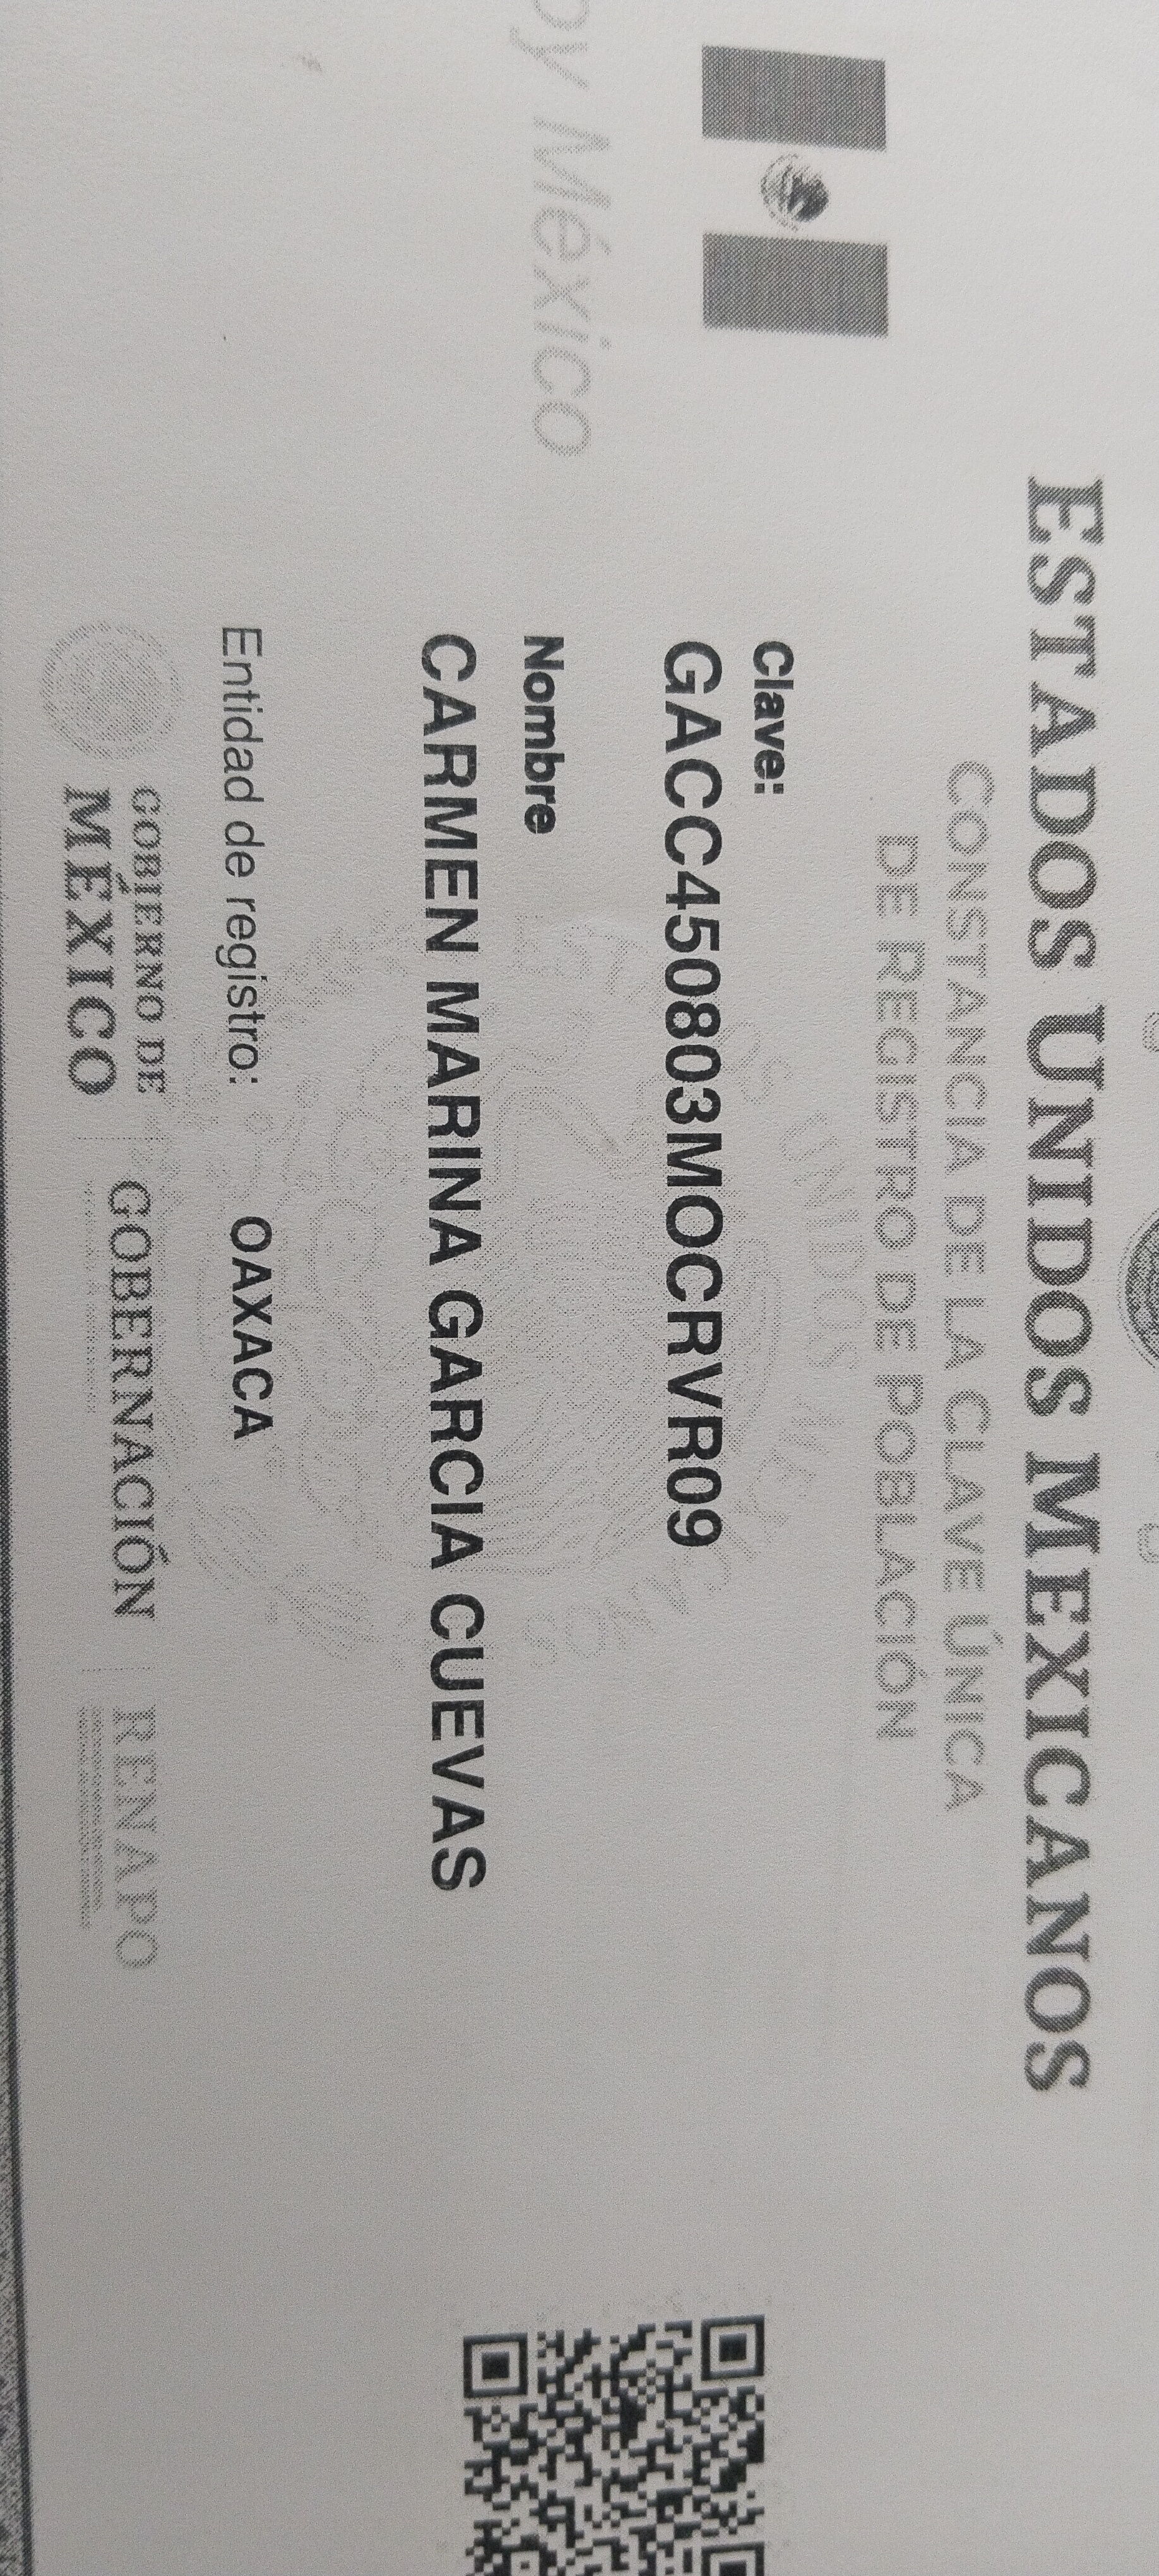 ESTADOS UNIDOS MEXICANOS
CONSTANCIA DE LA CLAVE ÚNICA
DE REGISTRO DE POBLACIÓN
Clave:
GACC450803MOCRVR09
México
Nombre
CARMEN MARINA GARCIA CUEVAS
Entidad de registro: OAXACA
GOBIERNO DE
MÉXICO
GOBERNACIÓN
RENAPO